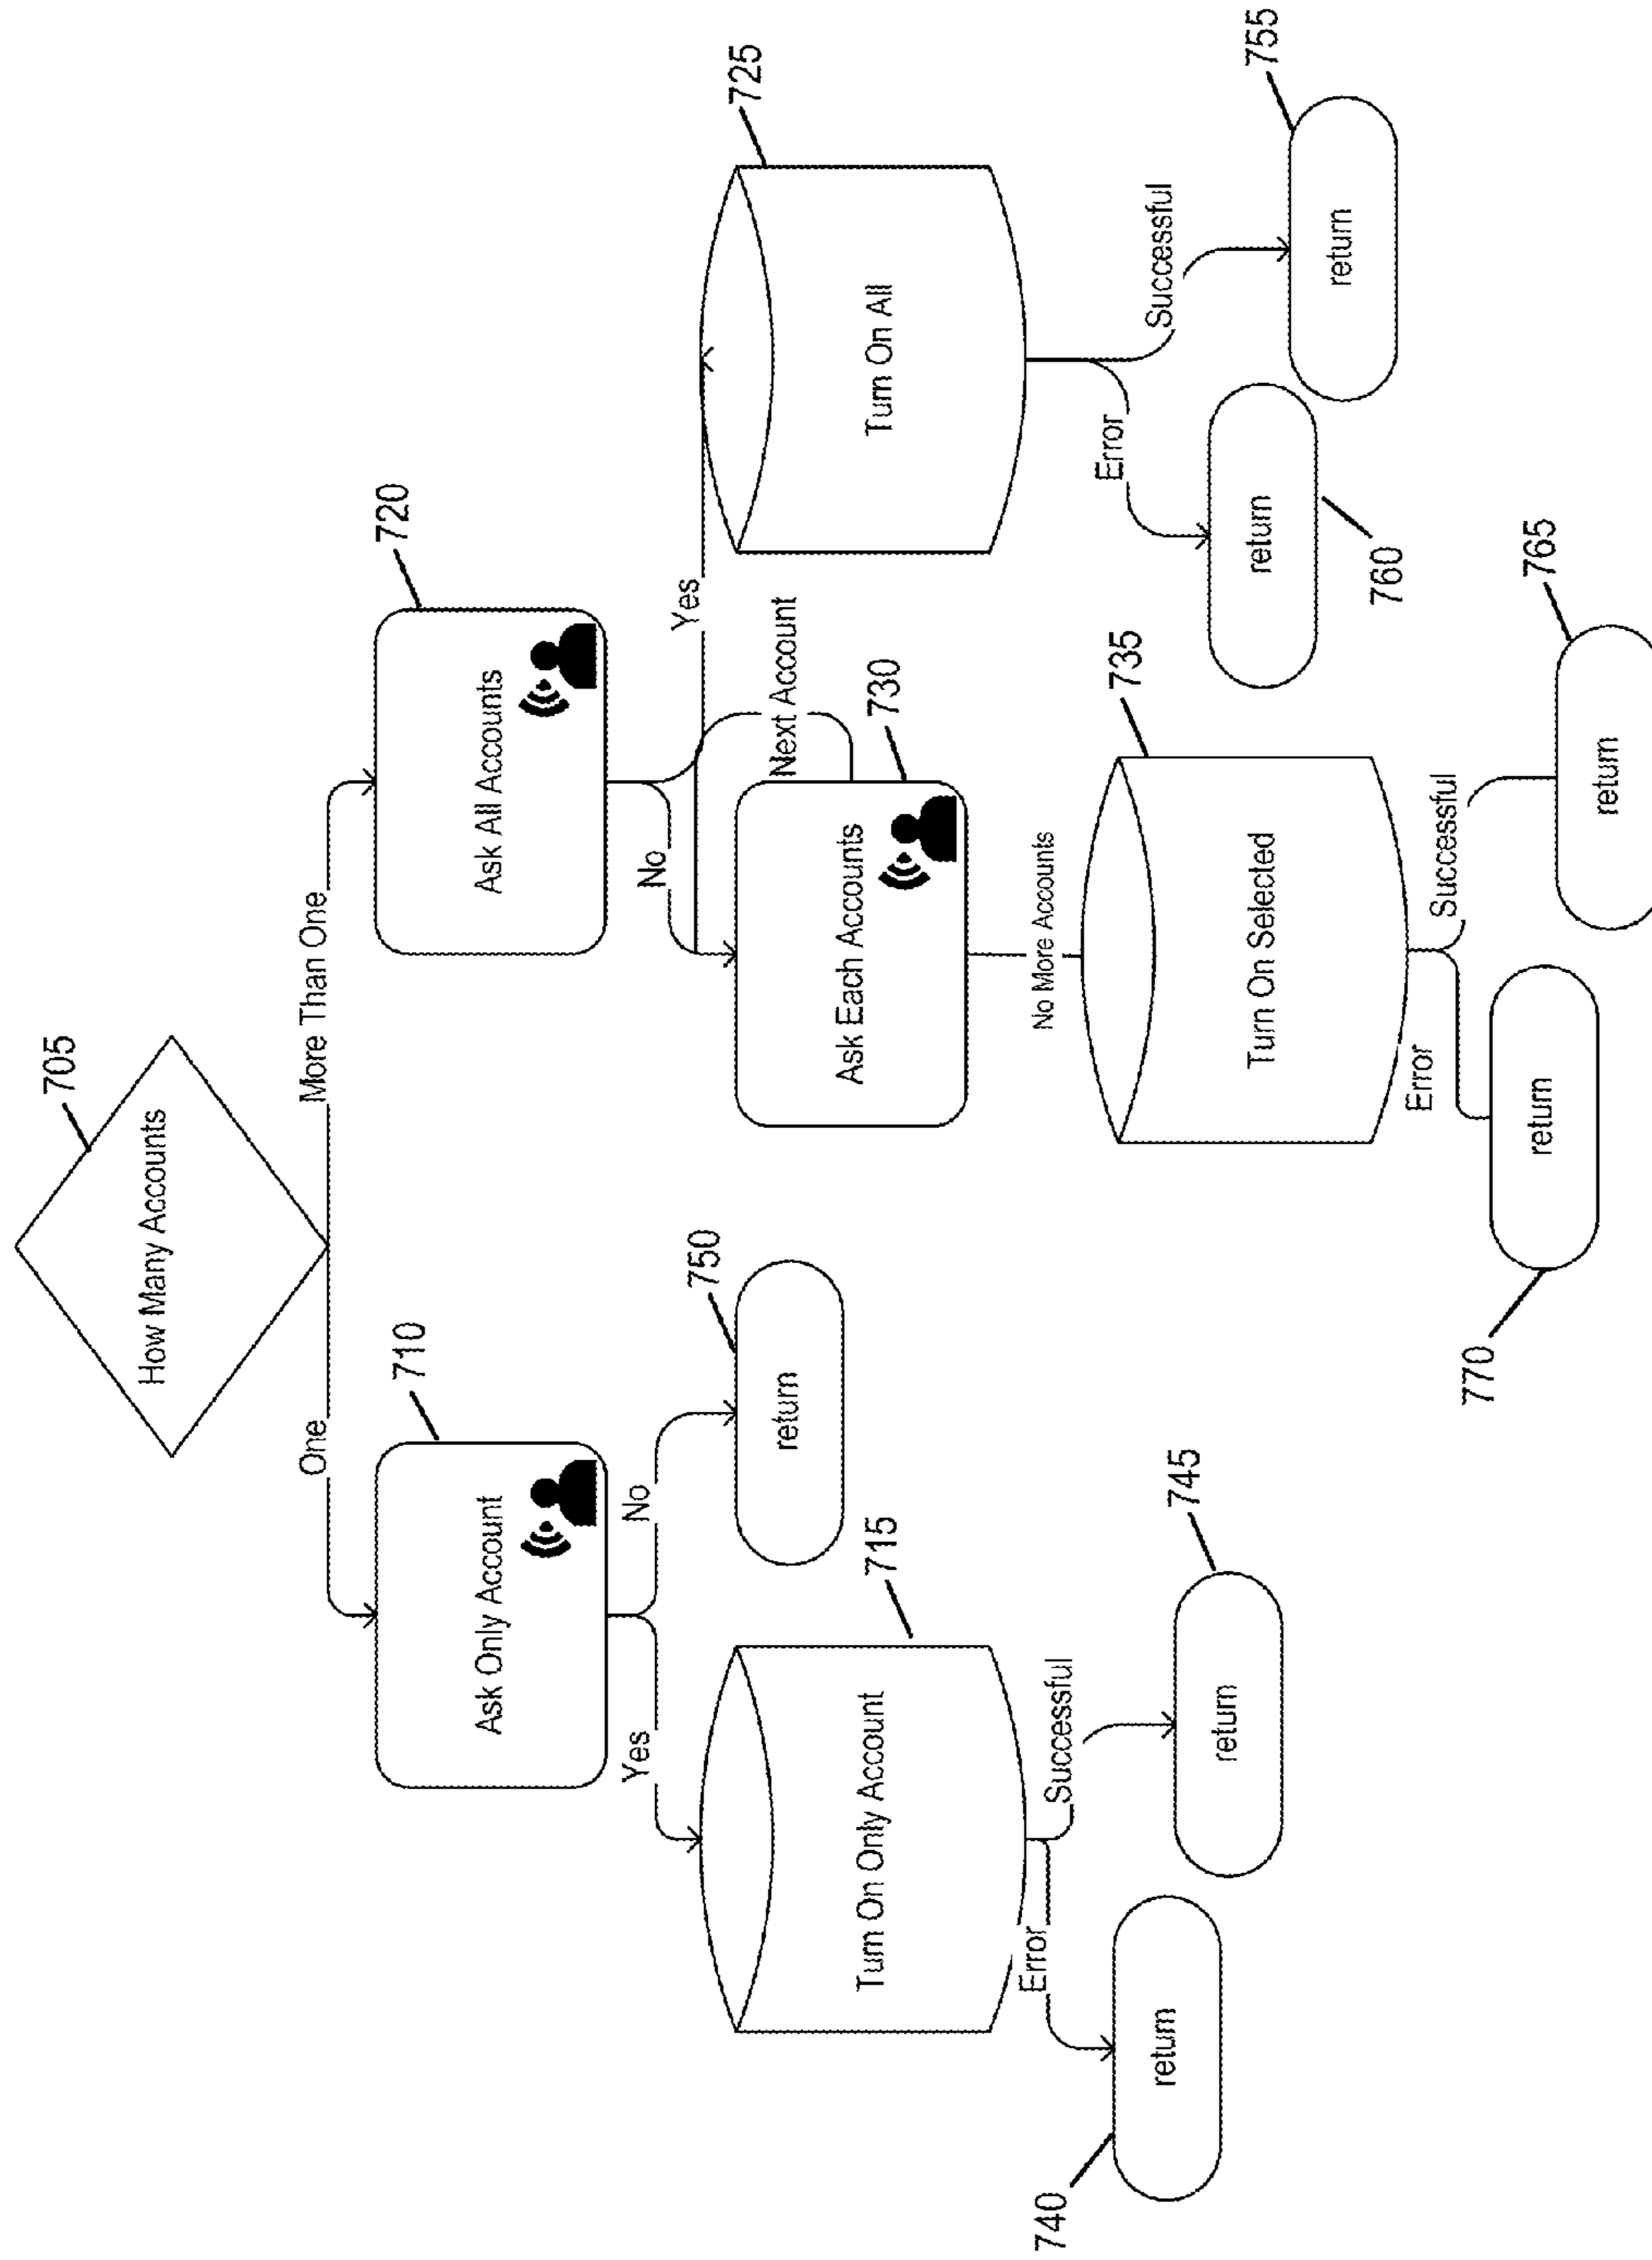 705
How Many Accounts
One
More Than One
710
Ask Only Account
720
Ask All Accounts
Yes
No
No
Yes
750
return
Next Account
730
Ask Each Accounts
725
Turn On All
715
Turn On Only Account
No More Accounts
735
Turn On Selected
Error
Successful
Error
Successful
740
return
745
return
760
return
755
return
Error
Successful
770
return
765
return